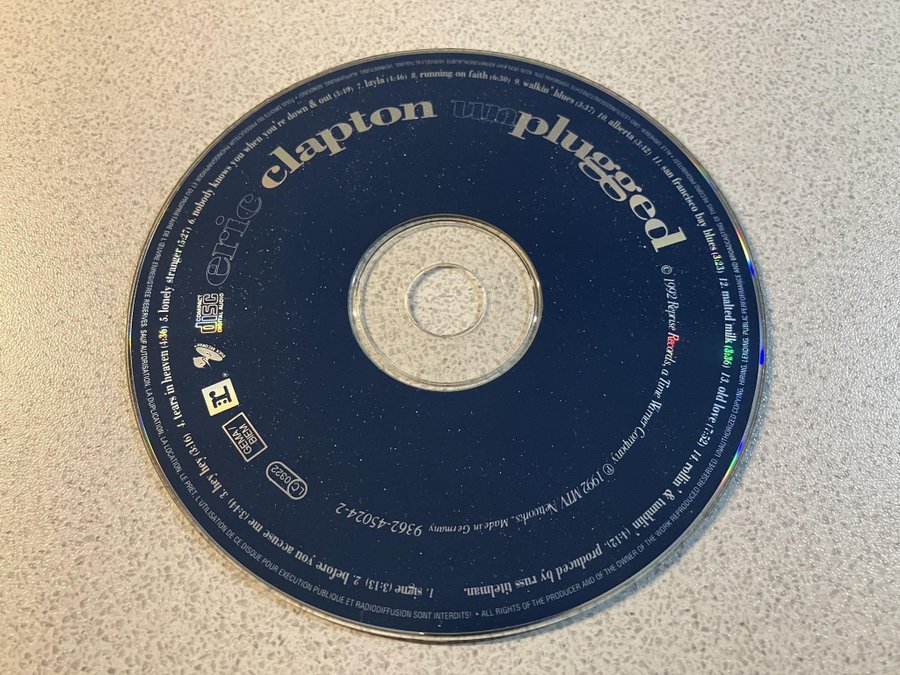 eric clapton unplugged
1. signe (3:13) 2. before you accuse me (3:44) 3. hey hey (3:16) 4. tears in heaven (4:36) 5. lonely stranger (5:27) 6. nobody knows you when you're down & out (3:49) 7. layla (4:46) 8. running on faith (6:30) 9. walkin' blues (3:37) 10. alberta (3:42) 11. san francisco bay blues (3:23) 12. malted milk (3:36) 13. old love (7:52) 14. rollin' & tumblin' (4:12) produced by russ titelman.
© 1992 Reprise Records, a Time Warner Company ℗ 1992 MTV Networks. Made in Germany
9362-45024-2
COMPACT
disc
DIGITAL AUDIO
GEMA/
BIEM
LC 0322
ALL RIGHTS OF THE PRODUCER AND OF THE OWNER OF THE WORK REPRODUCED RESERVED. UNAUTHORIZED COPYING, HIRING, LENDING, PUBLIC PERFORMANCE AND BROADCASTING OF THIS RECORD PROHIBITED
TOUS DROITS DU PRODUCTEUR PHONOGRAPHIQUE ET DU PROPRIETAIRE DE L'ŒUVRE ENREGISTREE RESERVES. SAUF AUTORISATION, LA DUPLICATION, LA LOCATION, LE PRET, L'UTILISATION DE CE DISQUE POUR EXECUTION PUBLIQUE ET RADIODIFFUSION SONT INTERDITS! •